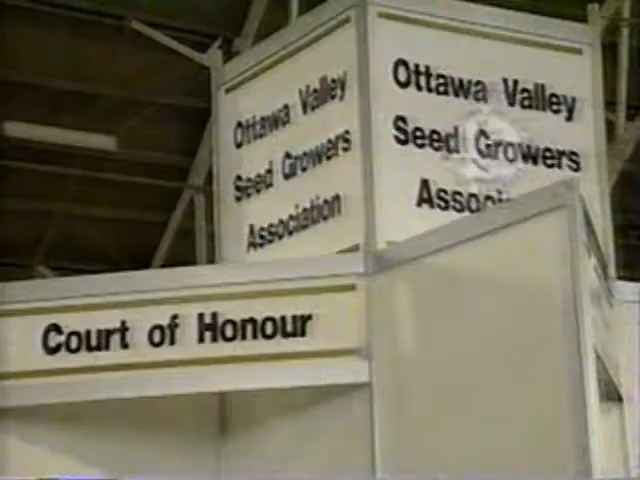 Ottawa Valley
Seed Growers
Association
Ottawa Valley
Seed Growers
Court of Honour